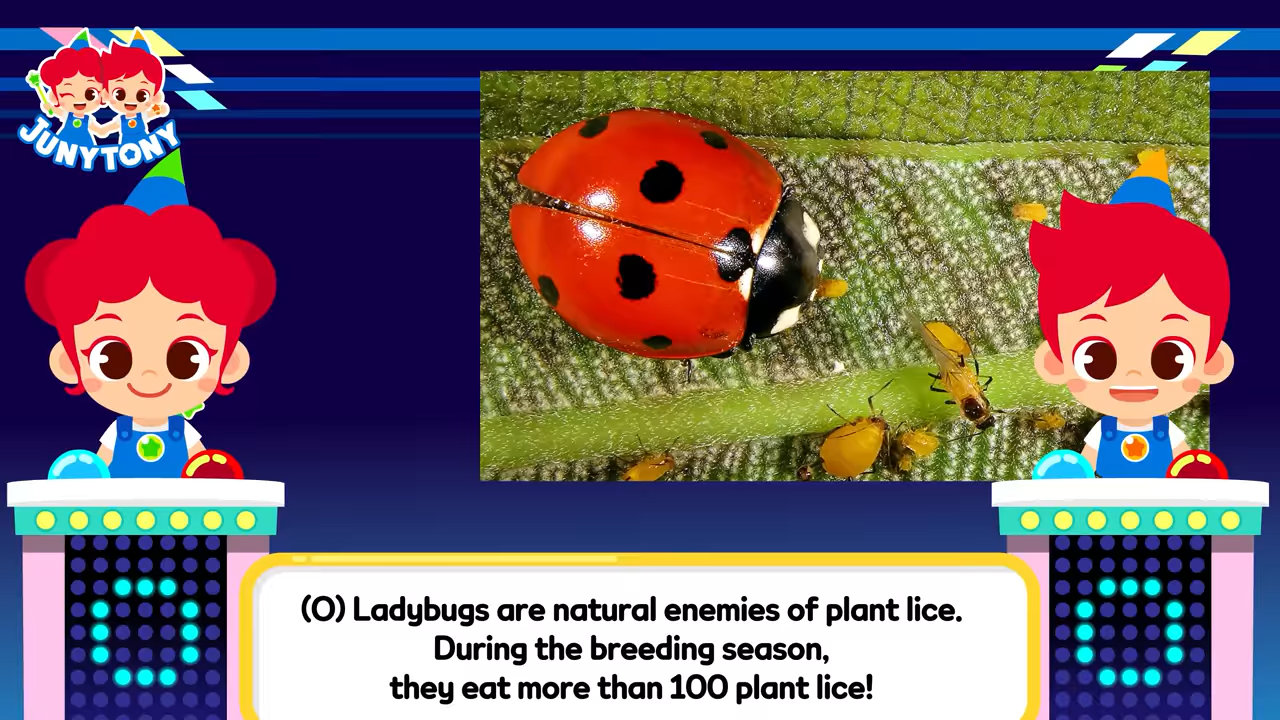 JUNYTONY
(O) Ladybugs are natural enemies of plant lice.
During the breeding season,
they eat more than 100 plant lice!